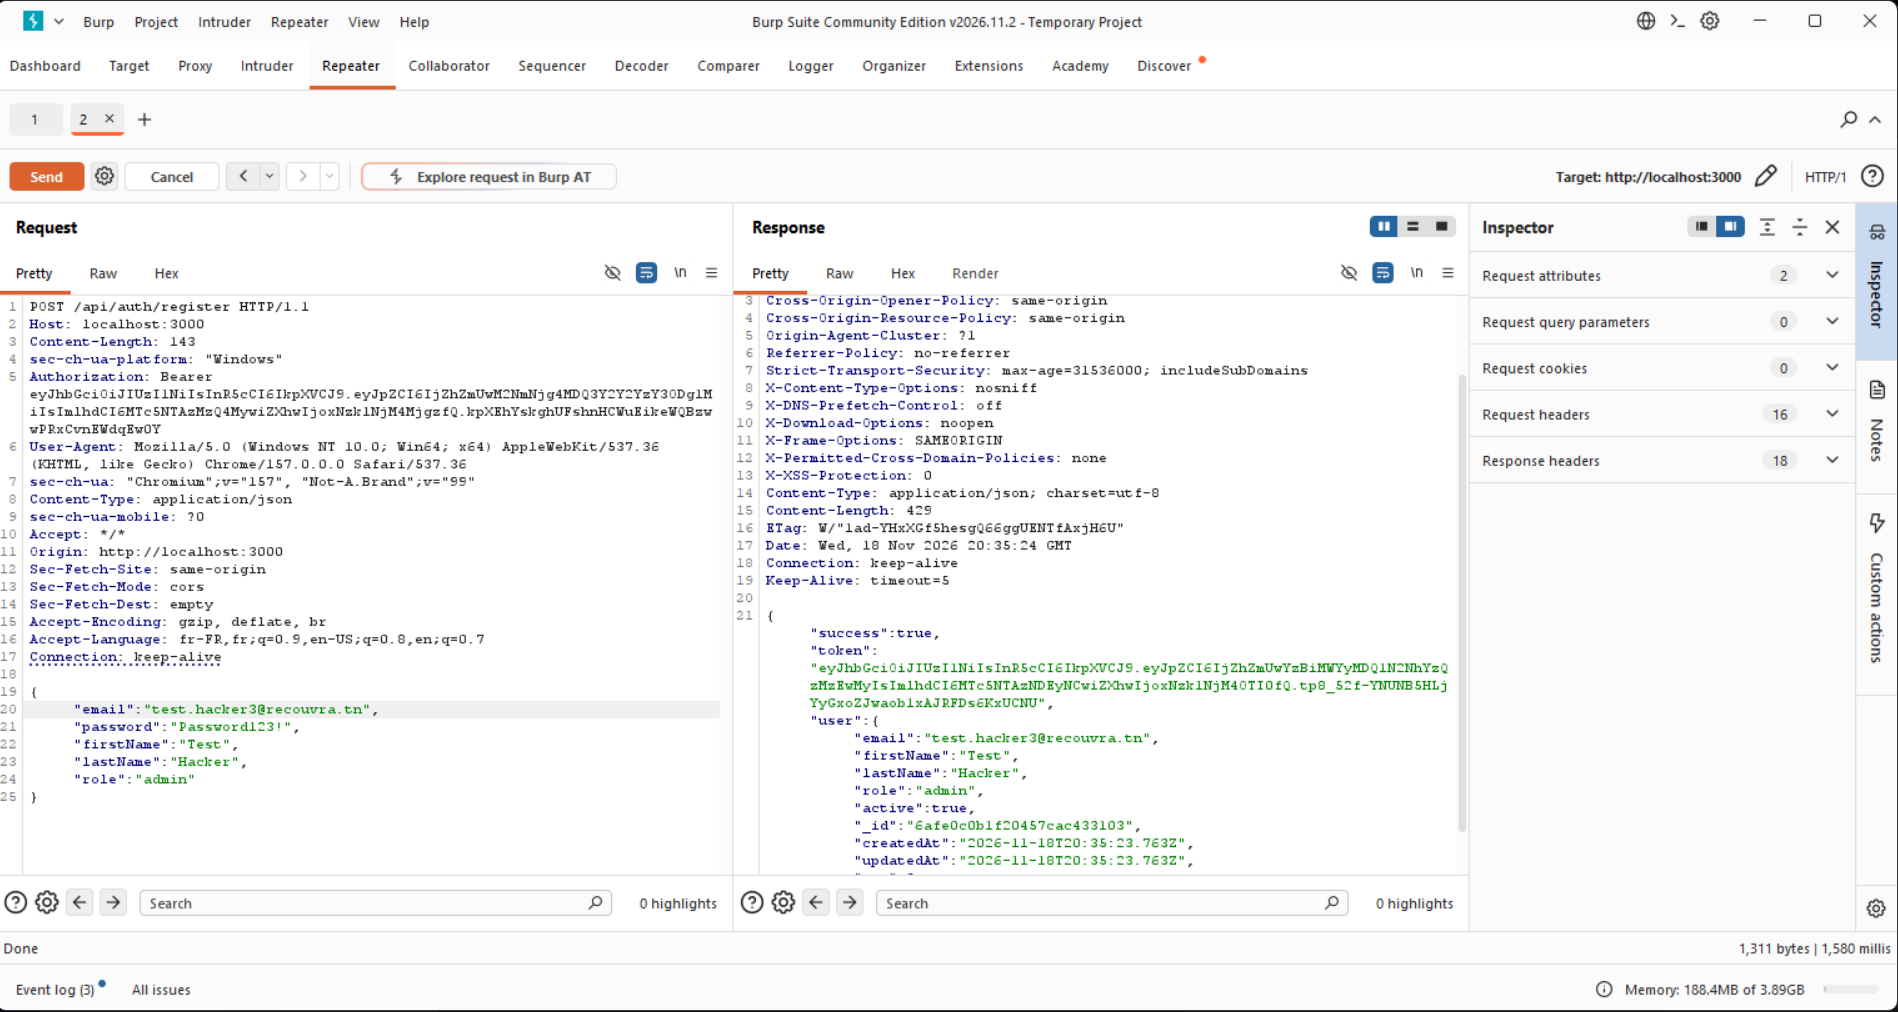 Burp Project Intruder Repeater View Help
Burp Suite Community Edition v2026.11.2 - Temporary Project
Dashboard Target Proxy Intruder Repeater Collaborator Sequencer Decoder Comparer Logger Organizer Extensions Academy Discover
1 2
Send Cancel Explore request in Burp AT
Target: http://localhost:3000 HTTP/1
Request
Pretty Raw Hex \n
1 POST /api/auth/register HTTP/1.1
2 Host: localhost:3000
3 Content-Length: 143
4 sec-ch-ua-platform: "Windows"
5 Authorization: Bearer
6 User-Agent: Mozilla/5.0 (Windows NT 10.0; Win64; x64) AppleWebKit/537.36
(KHTML, like Gecko) Chrome/157.0.0.0 Safari/537.36
7 sec-ch-ua: "Chromium";v="157", "Not-A.Brand";v="99"
8 Content-Type: application/json
9 sec-ch-ua-mobile: ?0
10 Accept: */*
11 Origin: http://localhost:3000
12 Sec-Fetch-Site: same-origin
13 Sec-Fetch-Mode: cors
14 Sec-Fetch-Dest: empty
15 Accept-Encoding: gzip, deflate, br
16 Accept-Language: fr-FR,fr;q=0.9,en-US;q=0.8,en;q=0.7
17 Connection: keep-alive
18
19 {
20 "email":"test.hacker3@recouvra.tn",
21 "password":"Password123!",
22 "firstName":"Test",
23 "lastName":"Hacker",
24 "role":"admin"
25 }
Search
0 highlights
Response
Pretty Raw Hex Render \n
3 Cross-Origin-Opener-Policy: same-origin
4 Cross-Origin-Resource-Policy: same-origin
5 Origin-Agent-Cluster: ?1
6 Referrer-Policy: no-referrer
7 Strict-Transport-Security: max-age=31536000; includeSubDomains
8 X-Content-Type-Options: nosniff
9 X-DNS-Prefetch-Control: off
10 X-Download-Options: noopen
11 X-Frame-Options: SAMEORIGIN
12 X-Permitted-Cross-Domain-Policies: none
13 X-XSS-Protection: 0
14 Content-Type: application/json; charset=utf-8
15 Content-Length: 429
16 ETag: W/"1ad-YHxXGf5hesgQ66ggUENTfAxjH6U"
17 Date: Wed, 18 Nov 2026 20:35:24 GMT
18 Connection: keep-alive
19 Keep-Alive: timeout=5
20
21 {
"success":true,
"token":
"user":{
"email":"test.hacker3@recouvra.tn",
"firstName":"Test",
"lastName":"Hacker",
"role":"admin",
"active":true,
"_id":"6afe0c0b1f20457cac433103",
"createdAt":"2026-11-18T20:35:23.763Z",
"updatedAt":"2026-11-18T20:35:23.763Z",
Search
0 highlights
Inspector
Request attributes 2
Request query parameters 0
Request cookies 0
Request headers 16
Response headers 18
Inspector
Notes
Custom actions
Done
1,311 bytes | 1,580 millis
Event log (3) All issues
Memory: 188.4MB of 3.89GB